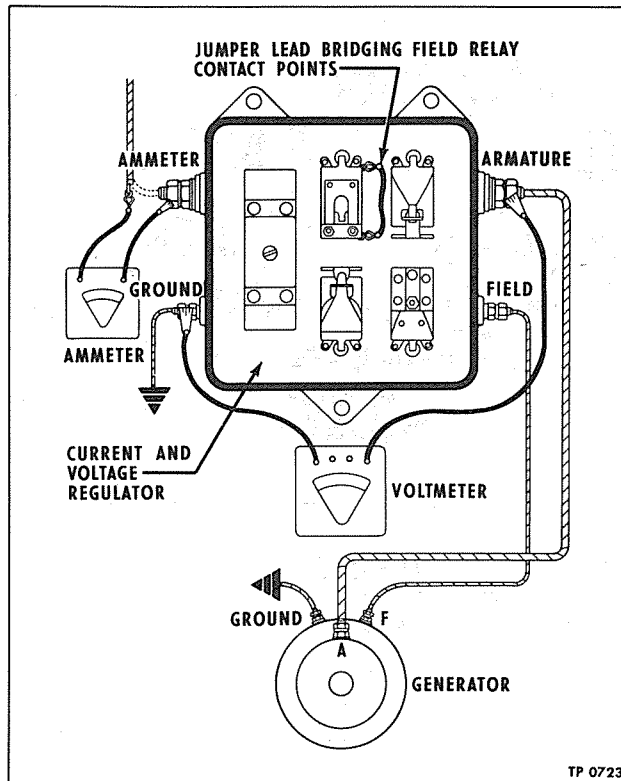 JUMPER LEAD BRIDGING FIELD RELAY
CONTACT POINTS
AMMETER
ARMATURE
GROUND
FIELD
AMMETER
CURRENT AND
VOLTAGE
REGULATOR
VOLTMETER
GROUND
F
A
GENERATOR
TP 0723